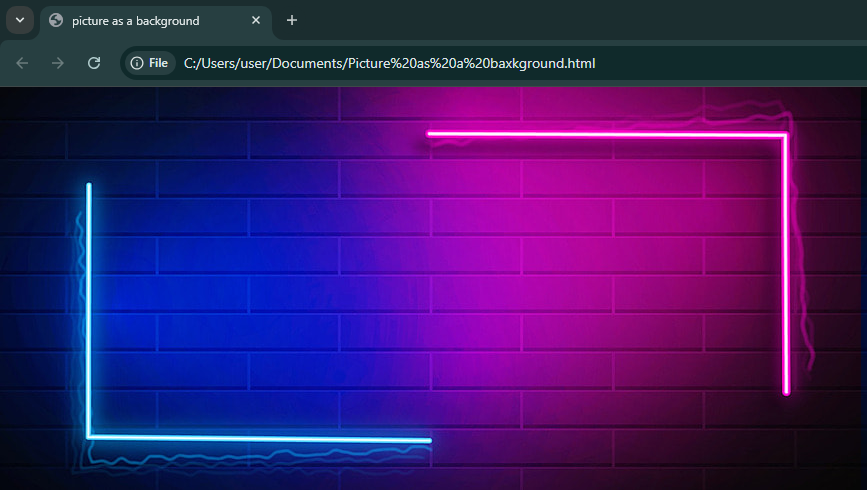 picture as a background
File
C:/Users/user/Documents/Picture%20as%20a%20baxkground.html